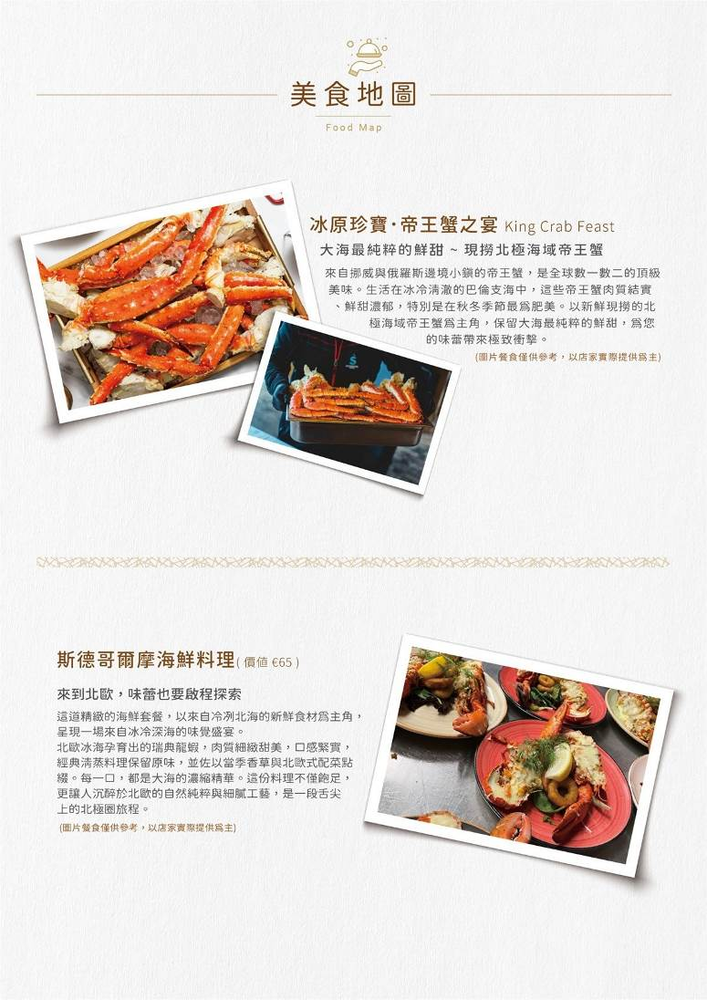 美食地圖
Food Map
冰原珍寶·帝王蟹之宴 King Crab Feast
大海最純粹的鮮甜 ~ 現撈北極海域帝王蟹
來自挪威與俄羅斯邊境小鎮的帝王蟹，是全球數一數二的頂級
美味。生活在冰冷清澈的巴倫支海中，這些帝王蟹肉質結實
、鮮甜濃郁，特別是在秋冬季節最為肥美。以新鮮現撈的北
極海域帝王蟹為主角，保留大海最純粹的鮮甜，為您
的味蕾帶來極致衝擊。
(圖片餐食僅供參考，以店家實際提供為主)
斯德哥爾摩海鮮料理( 價值 €65 )
來到北歐，味蕾也要啟程探索
這道精緻的海鮮套餐，以來自冷冽北海的新鮮食材為主角，
呈現一場來自冰冷深海的味覺盛宴。
北歐冰海孕育出的瑞典龍蝦，肉質細緻甜美，口感緊實，
經典清蒸料理保留原味，並佐以當季香草與北歐式配菜點
綴。每一口，都是大海的濃縮精華。這份料理不僅飽足，
更讓人沉醉於北歐的自然純粹與細膩工藝，是一段舌尖
上的北極圈旅程。
(圖片餐食僅供參考，以店家實際提供為主)